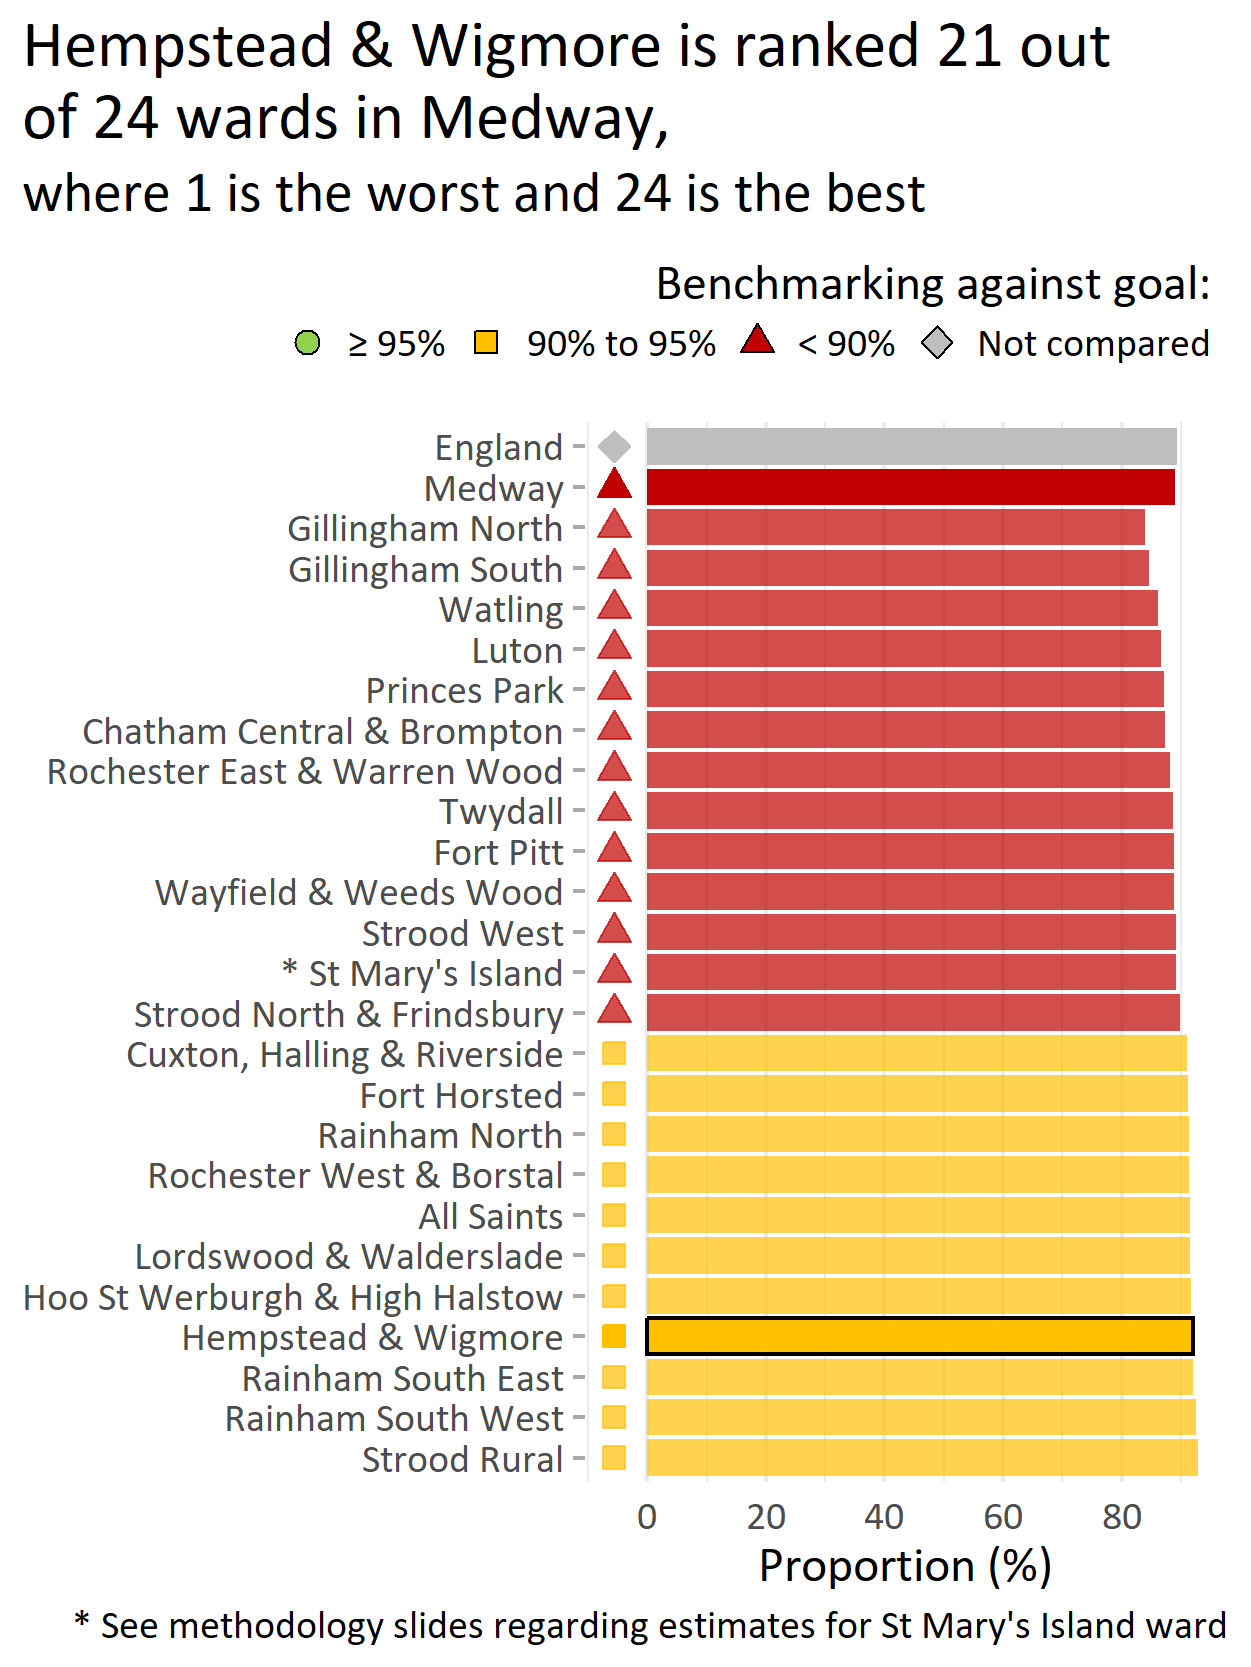 Hempstead & Wigmore is ranked 21 out
of 24 wards in Medway,
where 1 is the worst and 24 is the best
Benchmarking against goal:
≥ 95% 90% to 95% < 90% Not compared
England
Medway
Gillingham North
Gillingham South
Watling
Luton
Princes Park
Chatham Central & Brompton
Rochester East & Warren Wood
Twydall
Fort Pitt
Wayfield & Weeds Wood
Strood West
* St Mary's Island
Strood North & Frindsbury
Cuxton, Halling & Riverside
Fort Horsted
Rainham North
Rochester West & Borstal
All Saints
Lordswood & Walderslade
Hoo St Werburgh & High Halstow
Hempstead & Wigmore
Rainham South East
Rainham South West
Strood Rural
0 20 40 60 80
Proportion (%)
* See methodology slides regarding estimates for St Mary's Island ward